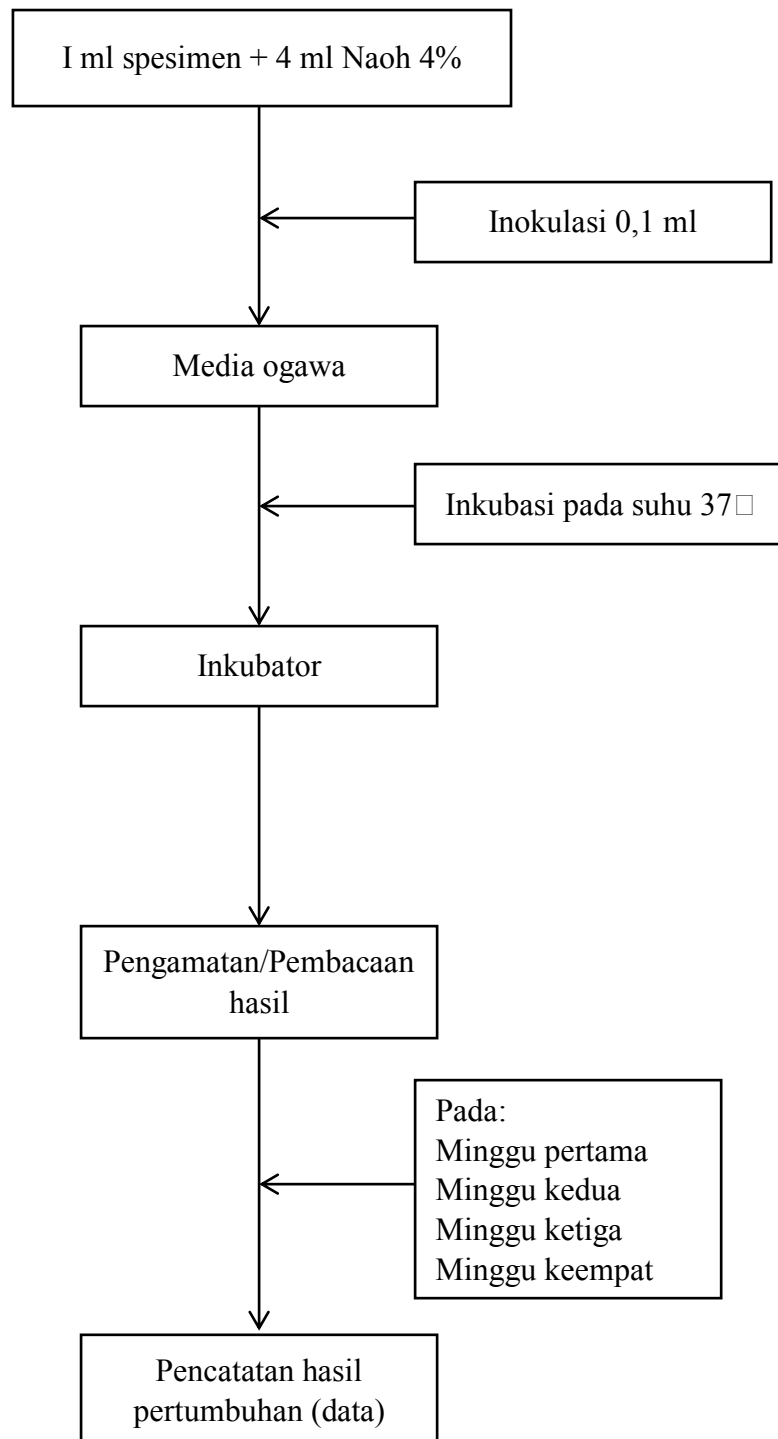 I ml spesimen + 4 ml Naoh 4%
Inokulasi 0,1 ml
Media ogawa
Inkubasi pada suhu 37□
Inkubator
Pengamatan/Pembacaan
hasil
Pada:
Minggu pertama
Minggu kedua
Minggu ketiga
Minggu keempat
Pencatatan hasil
pertumbuhan (data)